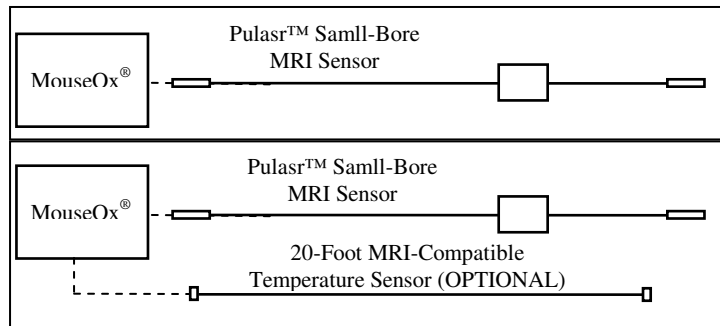 Pulasr™ Samll-Bore
MRI Sensor
MouseOx®
Pulasr™ Samll-Bore
MRI Sensor
MouseOx®
20-Foot MRI-Compatible
Temperature Sensor (OPTIONAL)